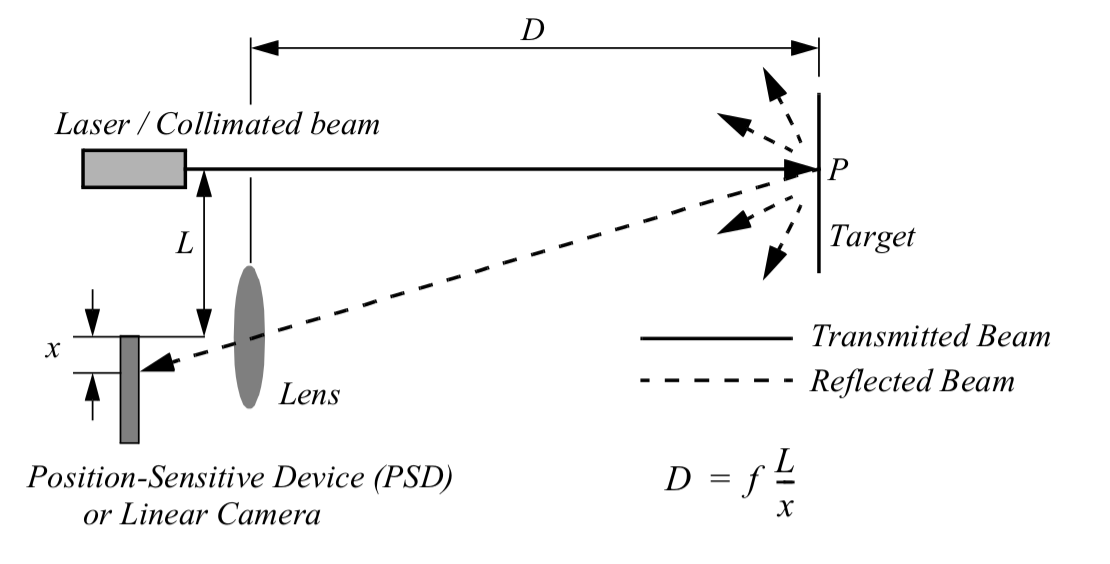 D
Laser / Collimated beam
P
L
Target
x
Transmitted Beam
Reflected Beam
Lens
Position-Sensitive Device (PSD)
or Linear Camera
D = f L/x